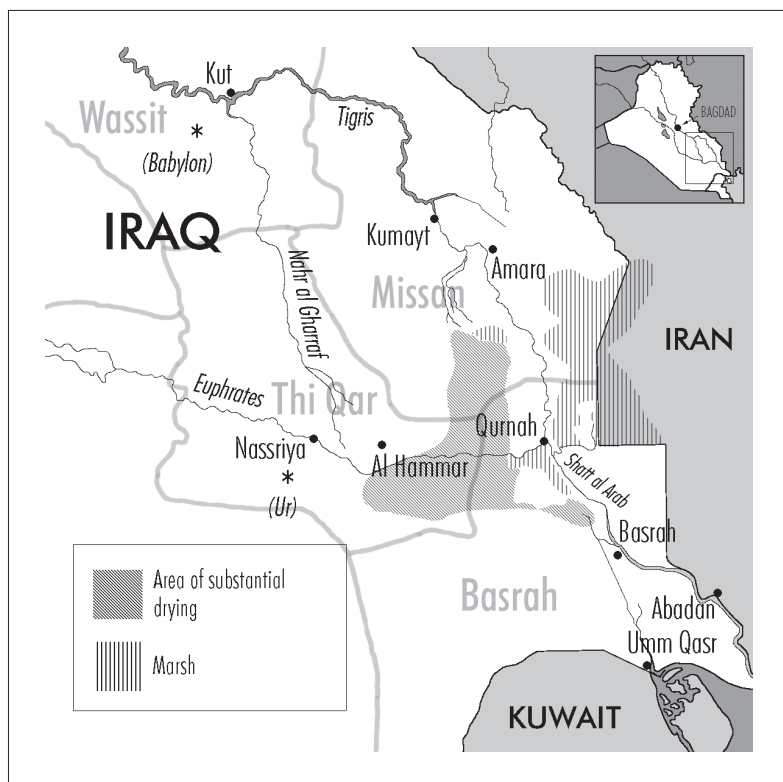 Kut
BAGDAD
Wassit
Tigris
(Babylon)
IRAQ
Kumayt
Amara
Nahr al Gharraf
Missan
IRAN
Euphrates
Thi Qar
Qurnah
Nassriya
Al Hammar
Shatt al Arab
(Ur)
Basrah
Area of substantial
drying
Basrah
Abadan
Umm Qasr
Marsh
KUWAIT